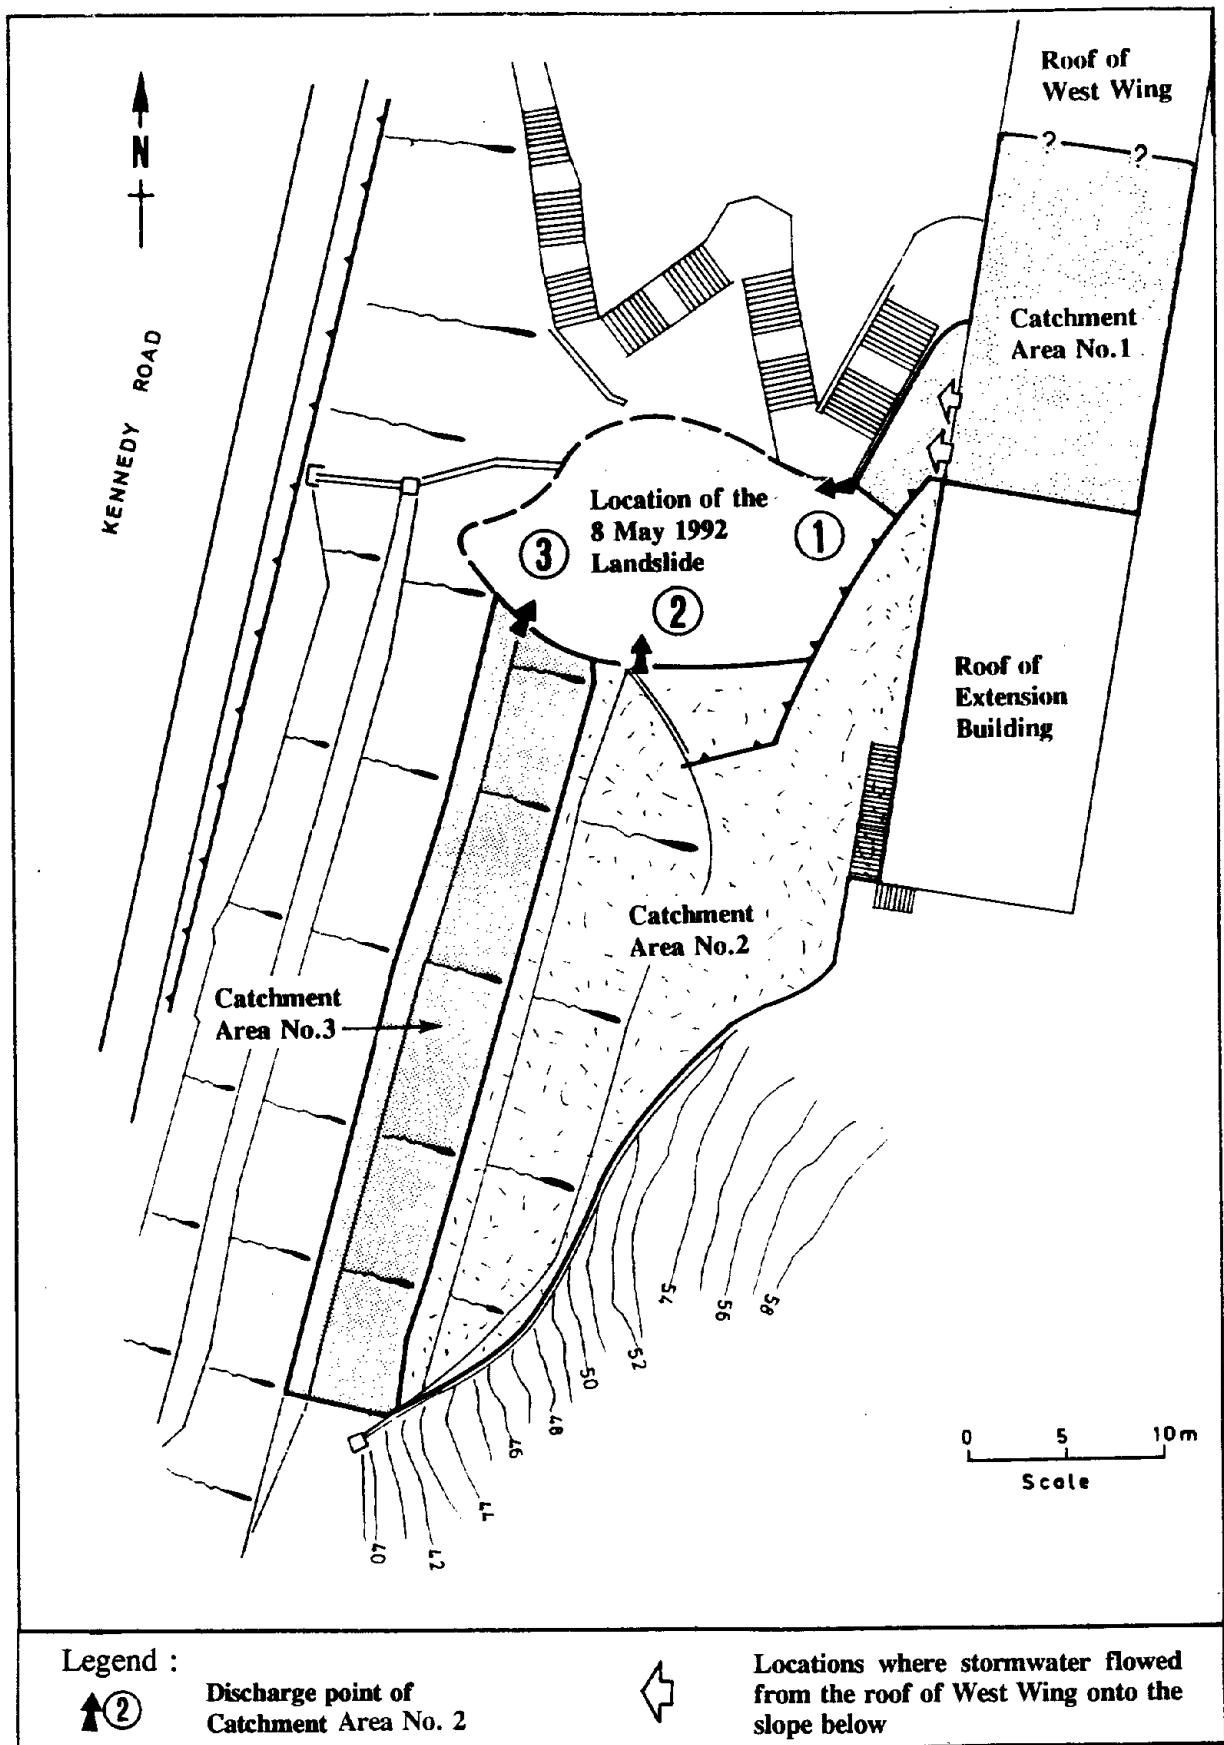 Roof of
West Wing
N
?
?
KENNEDY ROAD
Catchment
Area No.1
Location of the
8 May 1992
Landslide
1
3
2
Roof of
Extension
Building
Catchment
Area No.2
Catchment
Area No.3
54
56
58
52
50
48
46
44
42
40
0 5 10m
Scale
Legend :
2
Discharge point of
Catchment Area No. 2
Locations where stormwater flowed
from the roof of West Wing onto the
slope below